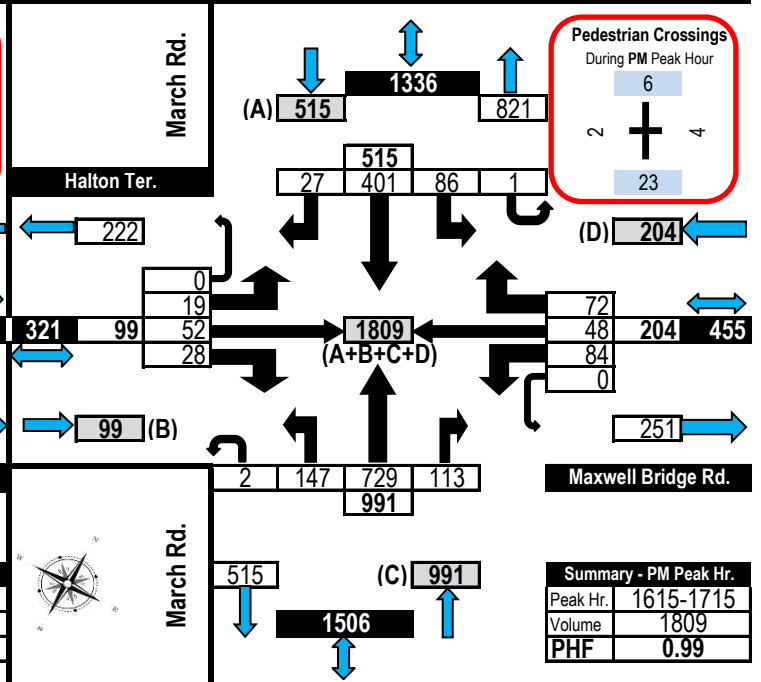 March Rd.
Halton Ter.
1336
(A) 515
821
Pedestrian Crossings
During PM Peak Hour
6
2
4
23
515
27 401 86 1
222
(D) 204
0
19
321 99 52
28
1809
(A+B+C+D)
72
48 204 455
84
0
99 (B)
251
2 147 729 113
991
Maxwell Bridge Rd.
March Rd.
515
(C) 991
1506
Summary - PM Peak Hr.
Peak Hr. 1615-1715
Volume 1809
PHF 0.99